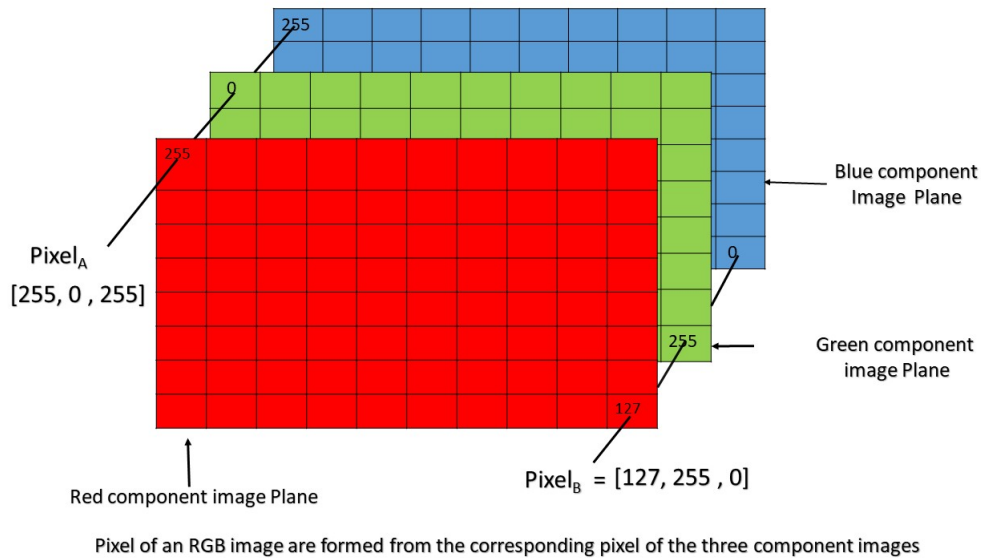 255
0
255
Blue component
Image Plane
Pixel_A
[255, 0 , 255]
0
255
Green component
image Plane
127
Pixel_B = [127, 255 , 0]
Red component image Plane
Pixel of an RGB image are formed from the corresponding pixel of the three component images